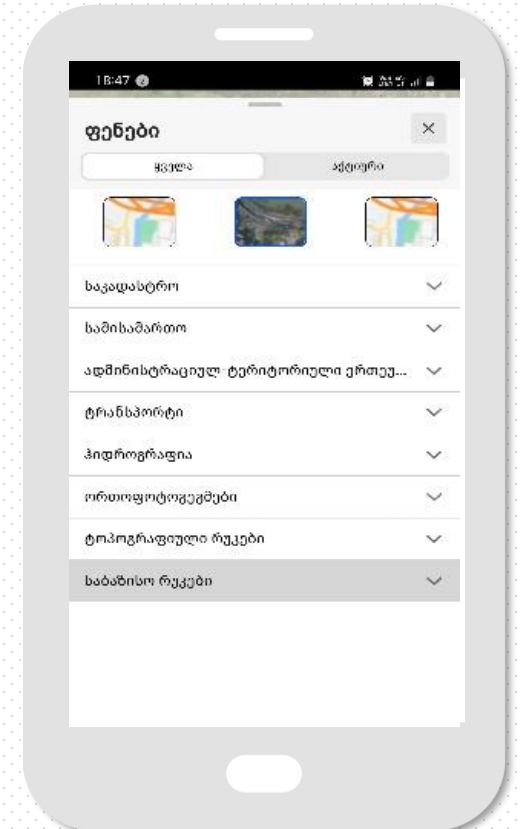 18:47
ფენები
ყველა
აქტიური
საკადასტრო
სამისამართო
ადმინისტრაციულ-ტერიტორიული ერთეუ...
ტრანსპორტი
ჰიდროგრაფია
ორთოფოტოგეგმები
ტოპოგრაფიული რუკები
საბაზისო რუკები